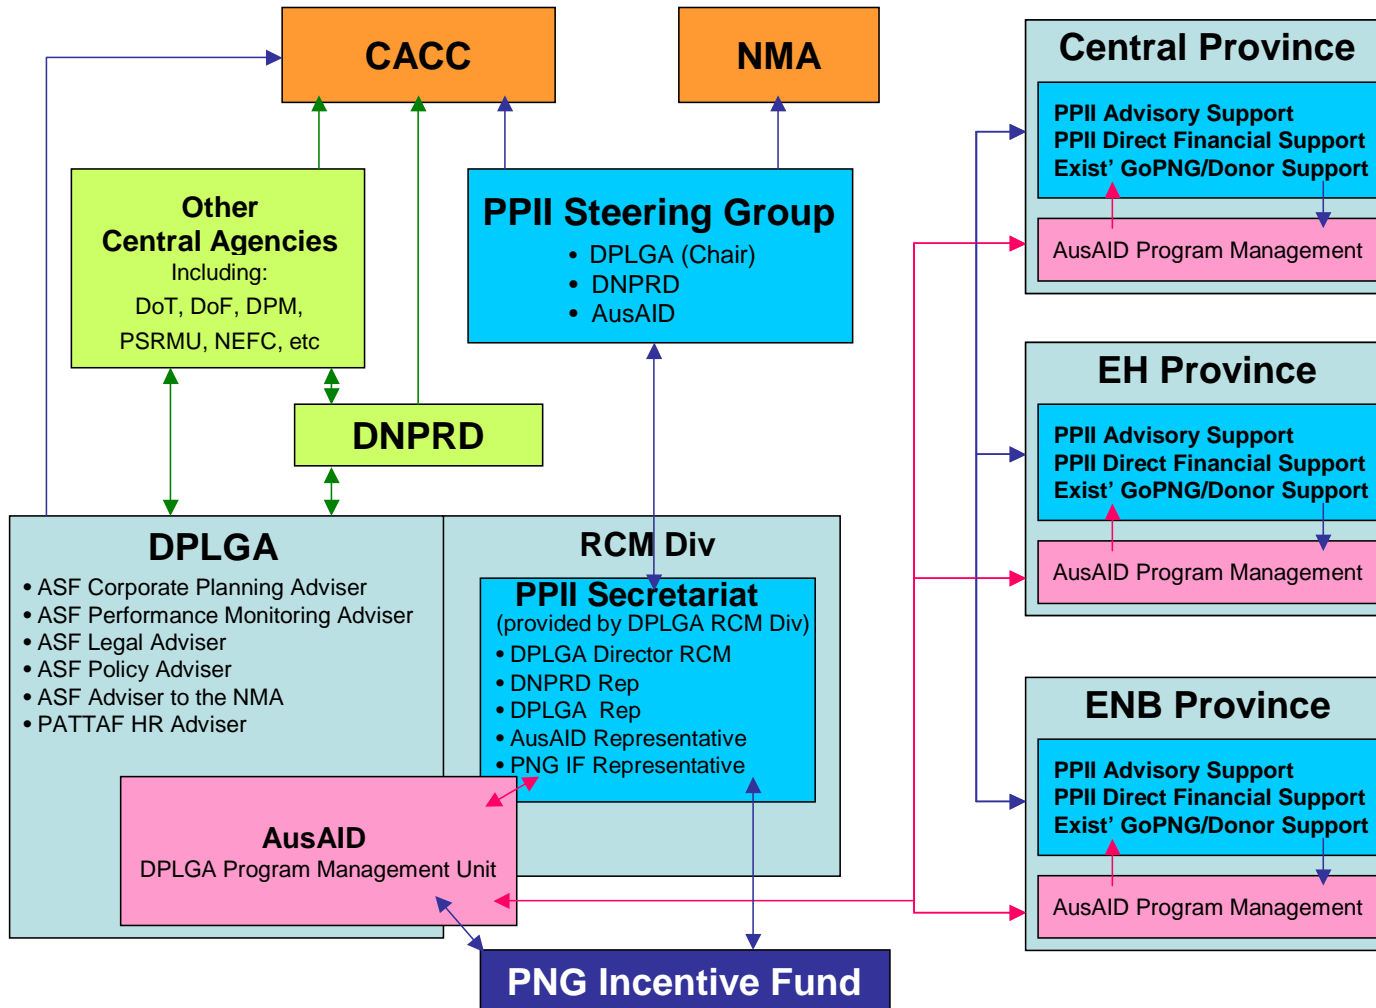 CACC
NMA
Other
Central Agencies
Including:
DoT, DoF, DPM,
PSRMU, NEFC, etc
PPII Steering Group
• DPLGA (Chair)
• DNPRD
• AusAID
DNPRD
DPLGA
• ASF Corporate Planning Adviser
• ASF Performance Monitoring Adviser
• ASF Legal Adviser
• ASF Policy Adviser
• ASF Adviser to the NMA
• PATTAF HR Adviser
RCM Div
PPII Secretariat
(provided by DPLGA RCM Div)
• DPLGA Director RCM
• DNPRD Rep
• DPLGA Rep
• AusAID Representative
• PNG IF Representative
AusAID
DPLGA Program Management Unit
PNG Incentive Fund
Central Province
PPII Advisory Support
PPII Direct Financial Support
Exist’ GoPNG/Donor Support
AusAID Program Management
EH Province
PPII Advisory Support
PPII Direct Financial Support
Exist’ GoPNG/Donor Support
AusAID Program Management
ENB Province
PPII Advisory Support
PPII Direct Financial Support
Exist’ GoPNG/Donor Support
AusAID Program Management